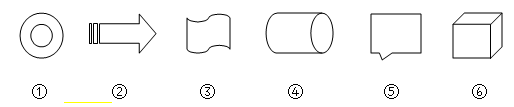 ① ② ③ ④ ⑤ ⑥